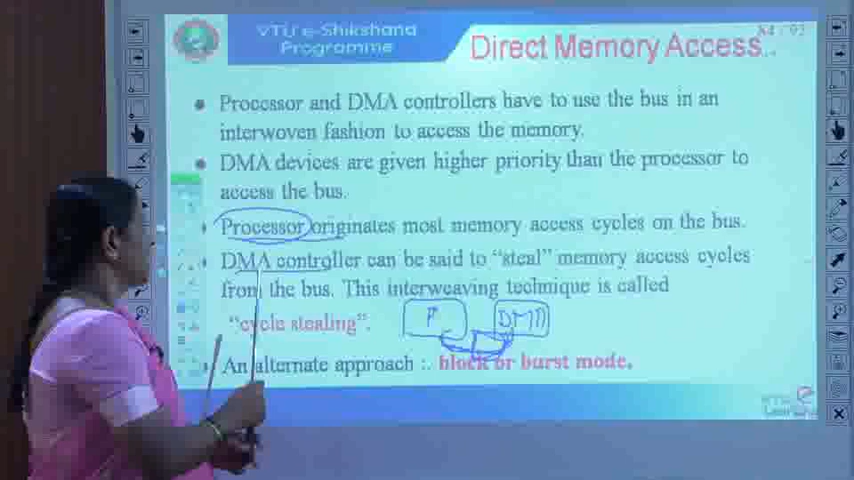 VTU e-Shikshana
Programme
Direct Memory Access..
Processor and DMA controllers have to use the bus in an
interwoven fashion to access the memory.
DMA devices are given higher priority than the processor to
access the bus.
Processor originates most memory access cycles on the bus.
DMA controller can be said to “steal” memory access cycles
from the bus. This interweaving technique is called
“cycle stealing”.
P DMA
An alternate approach :. block or burst mode.